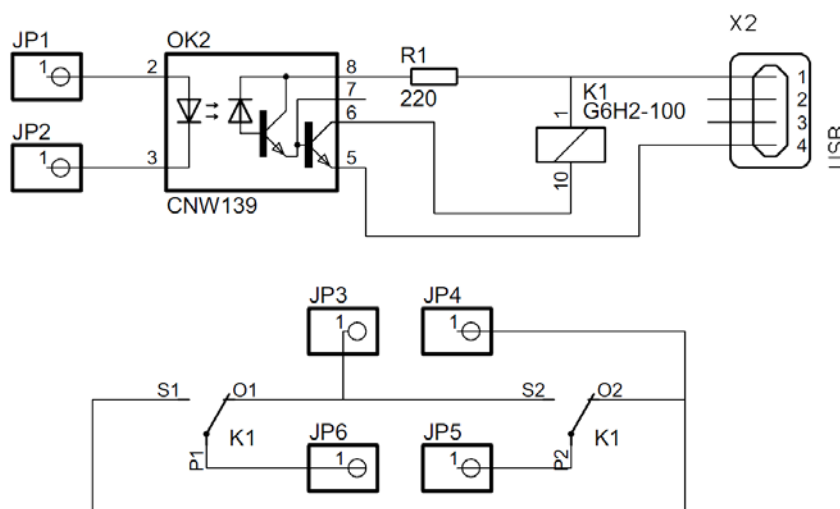 X2
JP1
OK2
R1
1
2
8
1
7
220
K1
2
G6H2-100
6
1
3
JP2
4
1
3
5
10
USB
CNW139
JP3
JP4
1
1
S1
O1
S2
O2
K1
JP6
JP5
K1
P1
1
1
P2